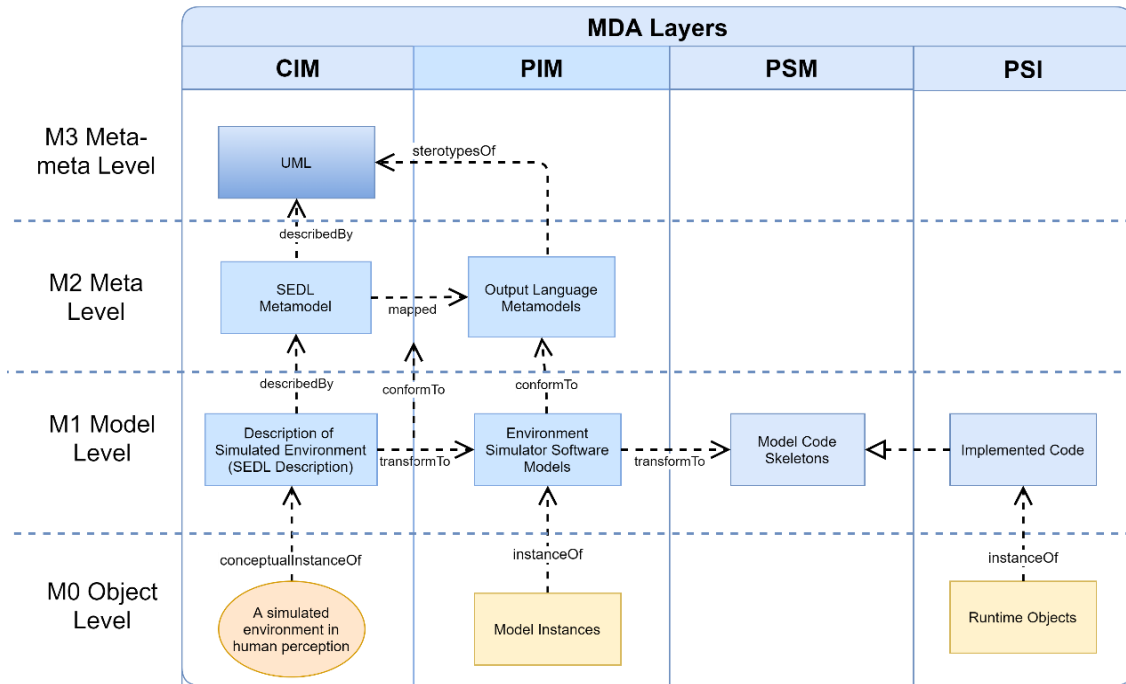 MDA Layers
CIM
PIM
PSM
PSI
M3 Meta-
meta Level
UML
sterotypesOf
describedBy
M2 Meta
Level
SEDL
Metamodel
mapped
Output Language
Metamodels
describedBy
conformTo
conformTo
M1 Model
Level
Description of
Simulated Environment
(SEDL Description)
transformTo
Environment
Simulator Software
Models
transformTo
Model Code
Skeletons
Implemented Code
conceptualInstanceOf
instanceOf
instanceOf
M0 Object
Level
A simulated
environment in
human perception
Model Instances
Runtime Objects